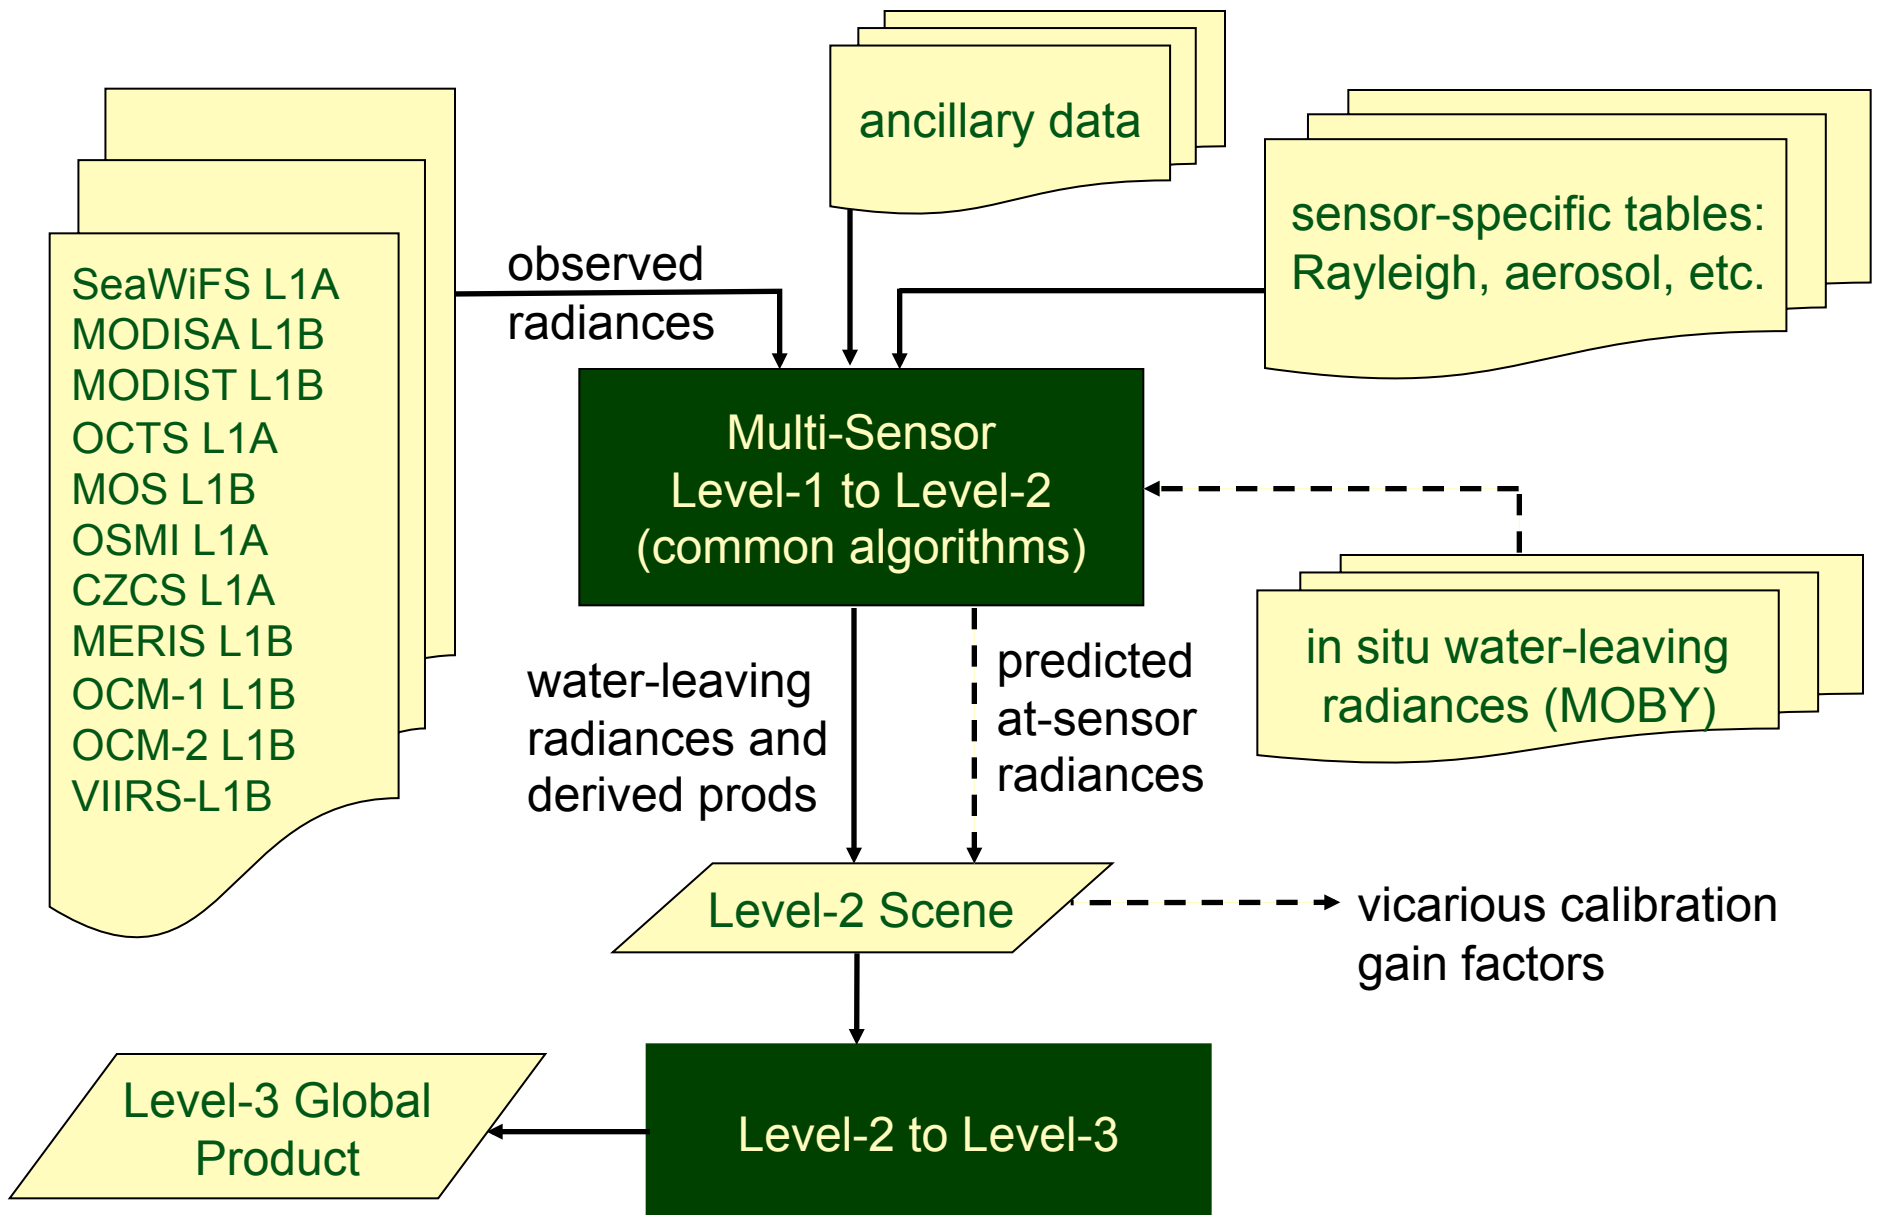 ancillary data
sensor-specific tables:
Rayleigh, aerosol, etc.
observed
radiances
SeaWiFS L1A
MODISA L1B
MODIST L1B
OCTS L1A
MOS L1B
OSMI L1A
CZCS L1A
MERIS L1B
OCM-1 L1B
OCM-2 L1B
VIIRS-L1B
Multi-Sensor
Level-1 to Level-2
(common algorithms)
in situ water-leaving
radiances (MOBY)
water-leaving
radiances and
derived prods
predicted
at-sensor
radiances
Level-2 Scene
vicarious calibration
gain factors
Level-3 Global
Product
Level-2 to Level-3